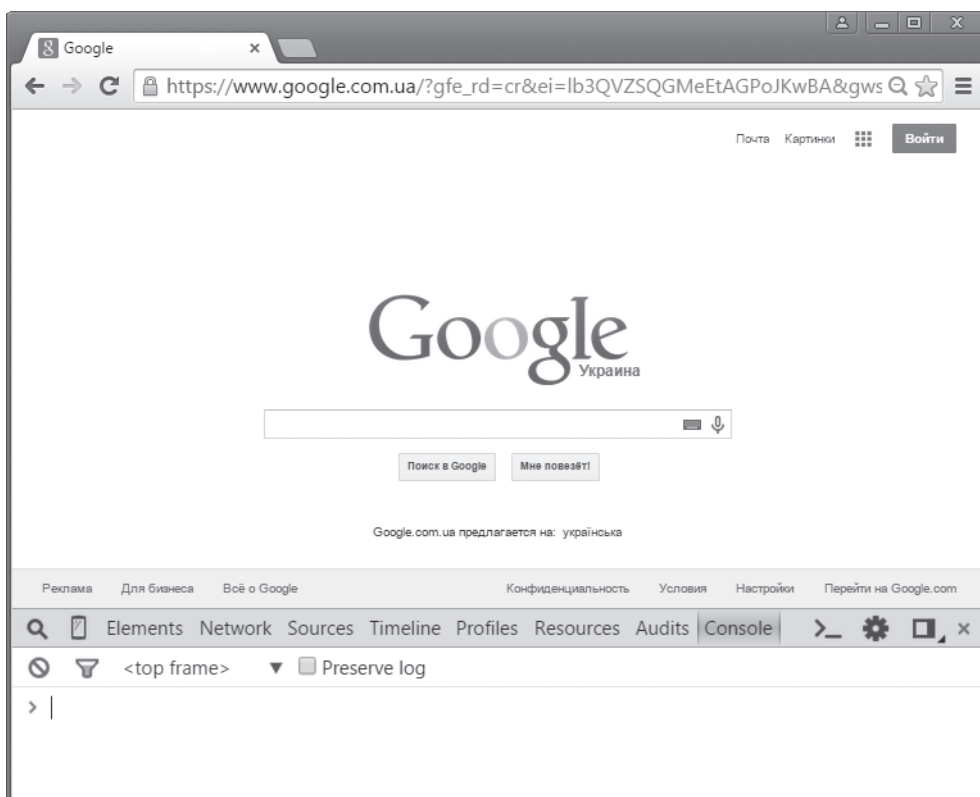 Google
https://www.google.com.ua/?gfe_rd=cr&ei=lb3QVZSQGMeEtAGPoJKwBA&gws
Почта Картинки Войти
Google
Украина
Поиск в Google Мне повезёт!
Google.com.ua предлагается на: українська
Реклама Для бизнеса Всё о Google Конфиденциальность Условия Настройки Перейти на Google.com
Elements Network Sources Timeline Profiles Resources Audits Console
<top frame> Preserve log